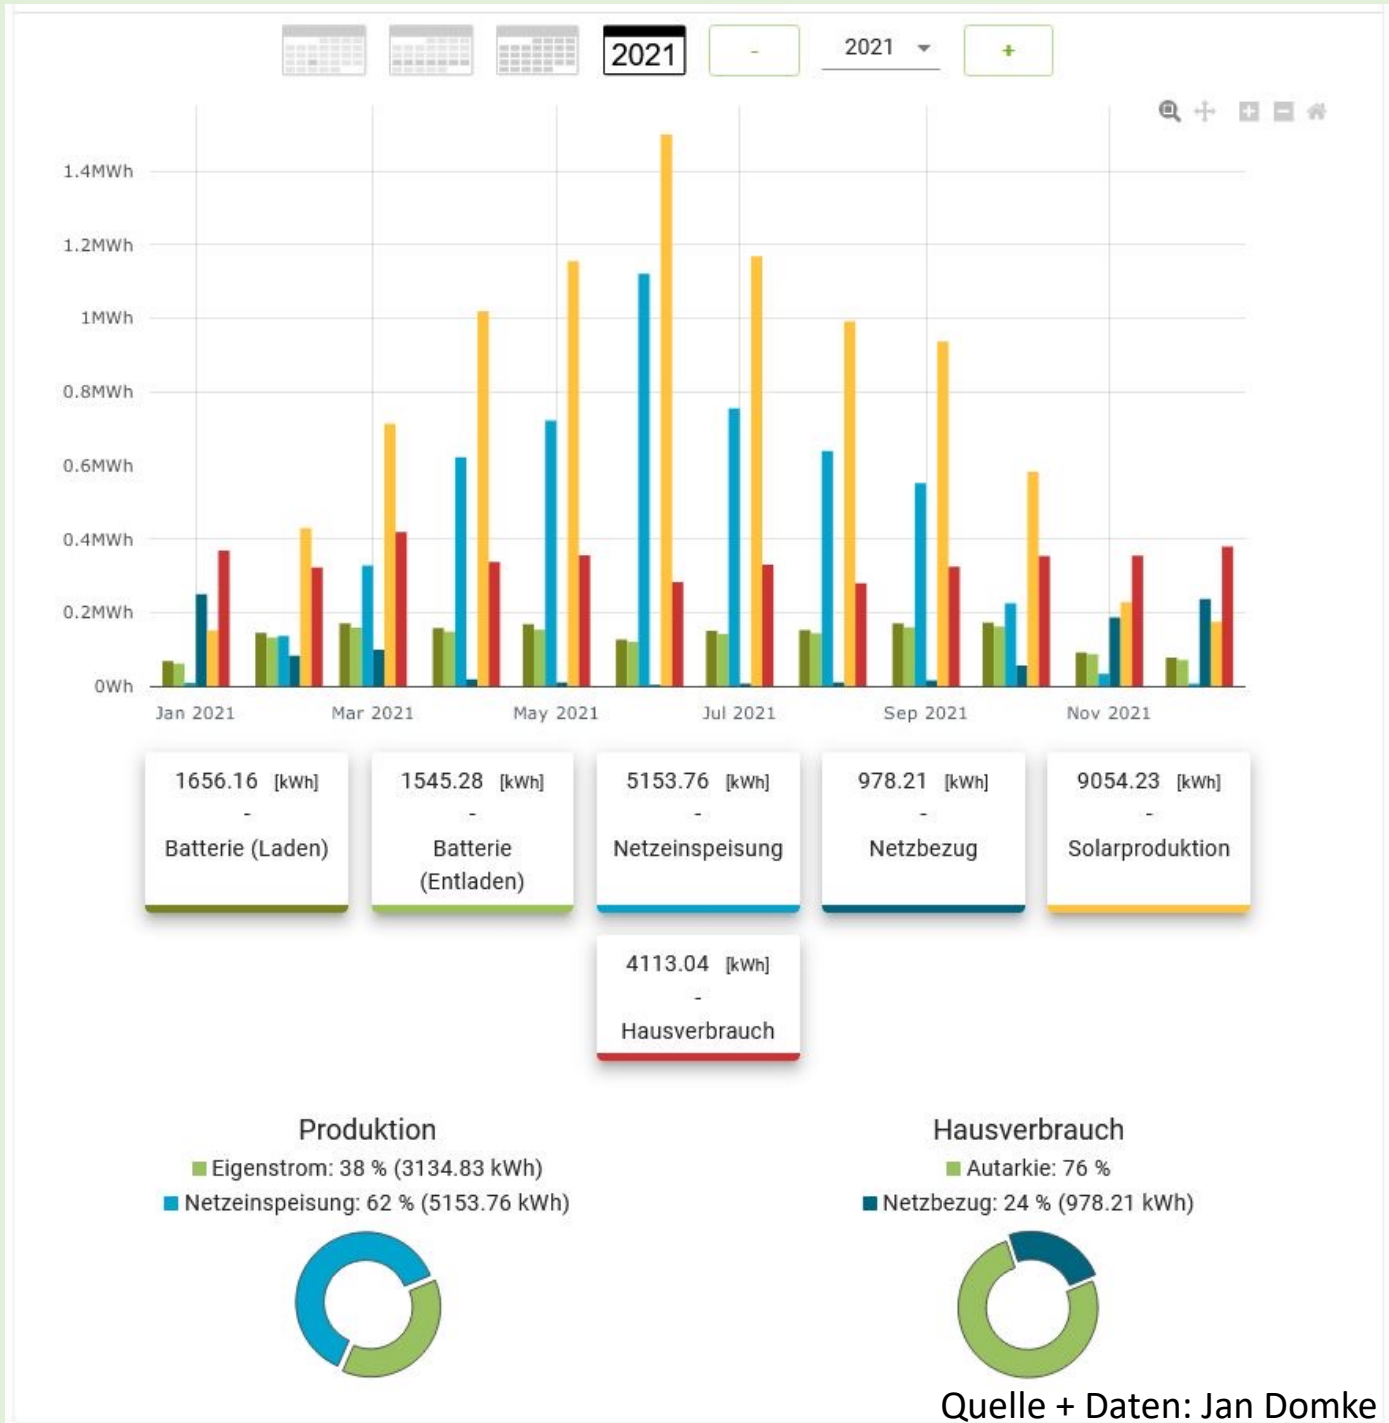 2021
-
2021
+
1.4MWh
1.2MWh
1MWh
0.8MWh
0.6MWh
0.4MWh
0.2MWh
0Wh
Jan 2021 Mar 2021 May 2021 Jul 2021 Sep 2021 Nov 2021
1656.16 [kWh]
-
Batterie (Laden)
1545.28 [kWh]
-
Batterie
(Entladen)
5153.76 [kWh]
-
Netzeinspeisung
978.21 [kWh]
-
Netzbezug
9054.23 [kWh]
-
Solarproduktion
4113.04 [kWh]
-
Hausverbrauch
Produktion
Eigenstrom: 38 % (3134.83 kWh)
Netzeinspeisung: 62 % (5153.76 kWh)
Hausverbrauch
Autarkie: 76 %
Netzbezug: 24 % (978.21 kWh)
Quelle + Daten: Jan Domke